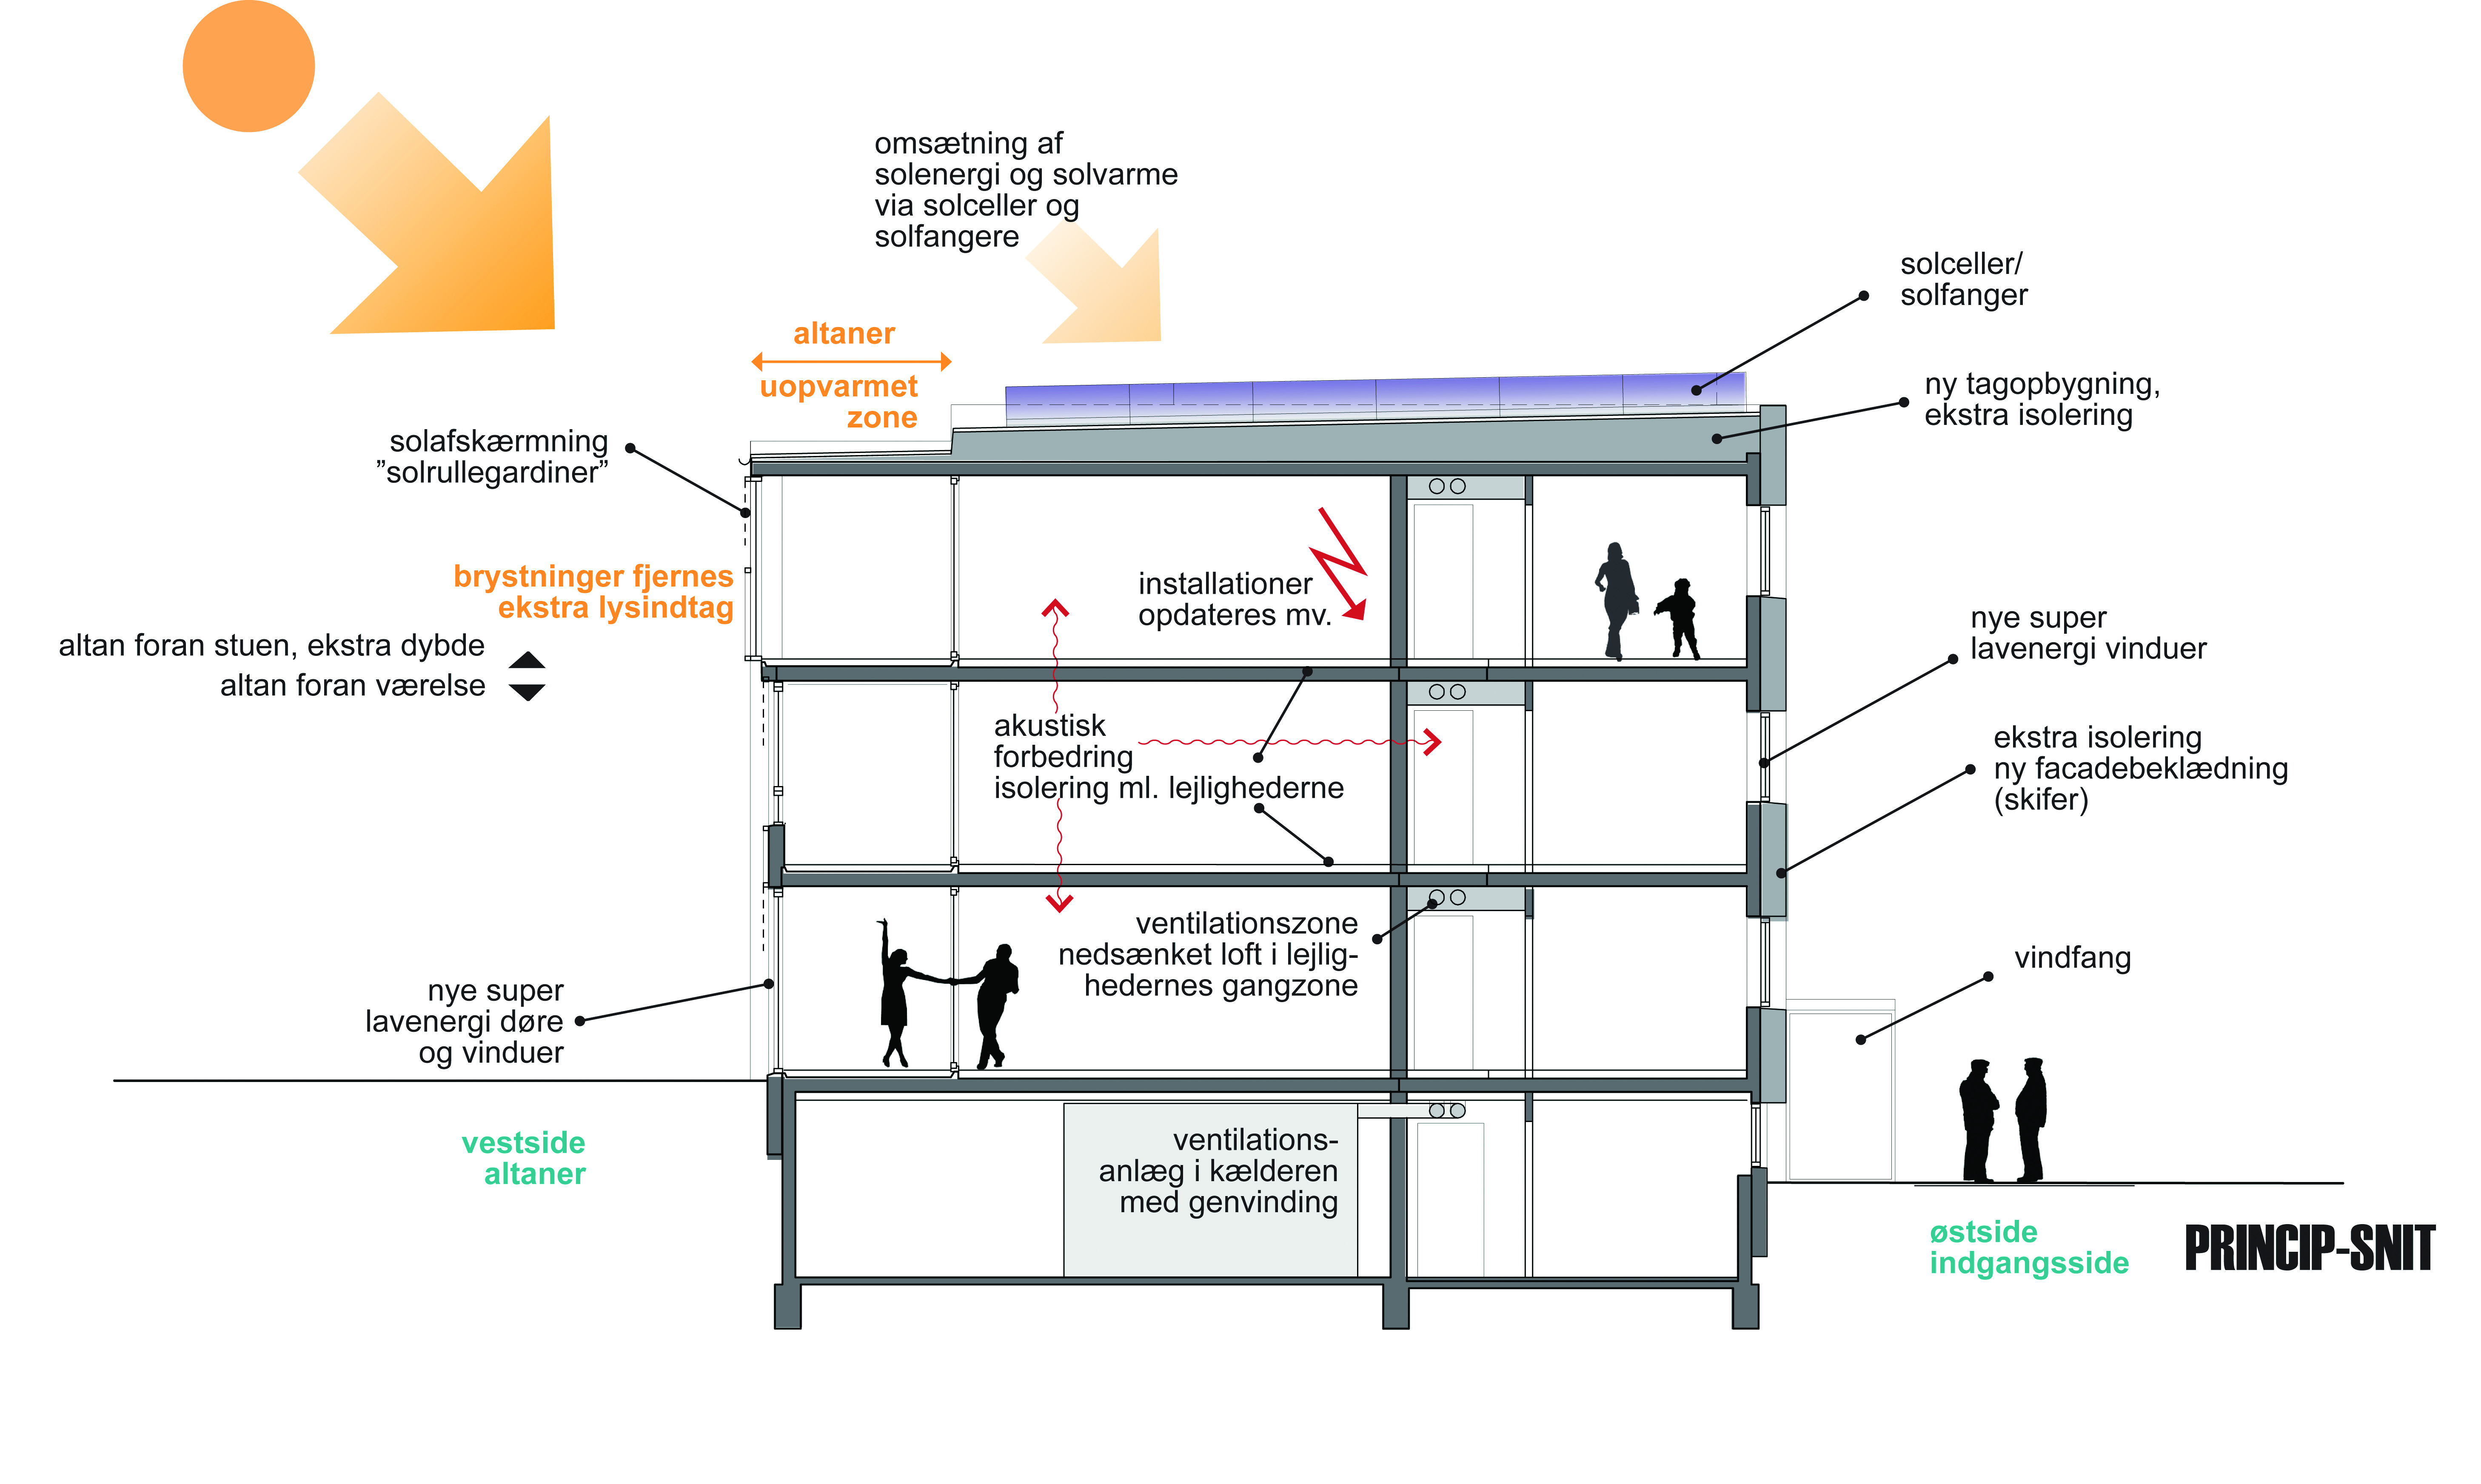 omsætning af
solenergi og solvarme
via solceller og
solfangere
solceller/
solfanger
altaner
uopvarmet
zone
ny tagopbygning,
ekstra isolering
solafskærmning
”solrullegardiner”
brystninger fjernes
ekstra lysindtag
installationer
opdateres mv.
altan foran stuen, ekstra dybde
altan foran værelse
nye super
lavenergi vinduer
akustisk
forbedring
isolering ml. lejlighederne
ekstra isolering
ny facadebeklædning
(skifer)
ventilationszone
nedsænket loft i lejlig-
hedernes gangzone
vindfang
nye super
lavenergi døre
og vinduer
vestside
altaner
ventilations-
anlæg i kælderen
med genvinding
østside
indgangsside
PRINCIP-SNIT